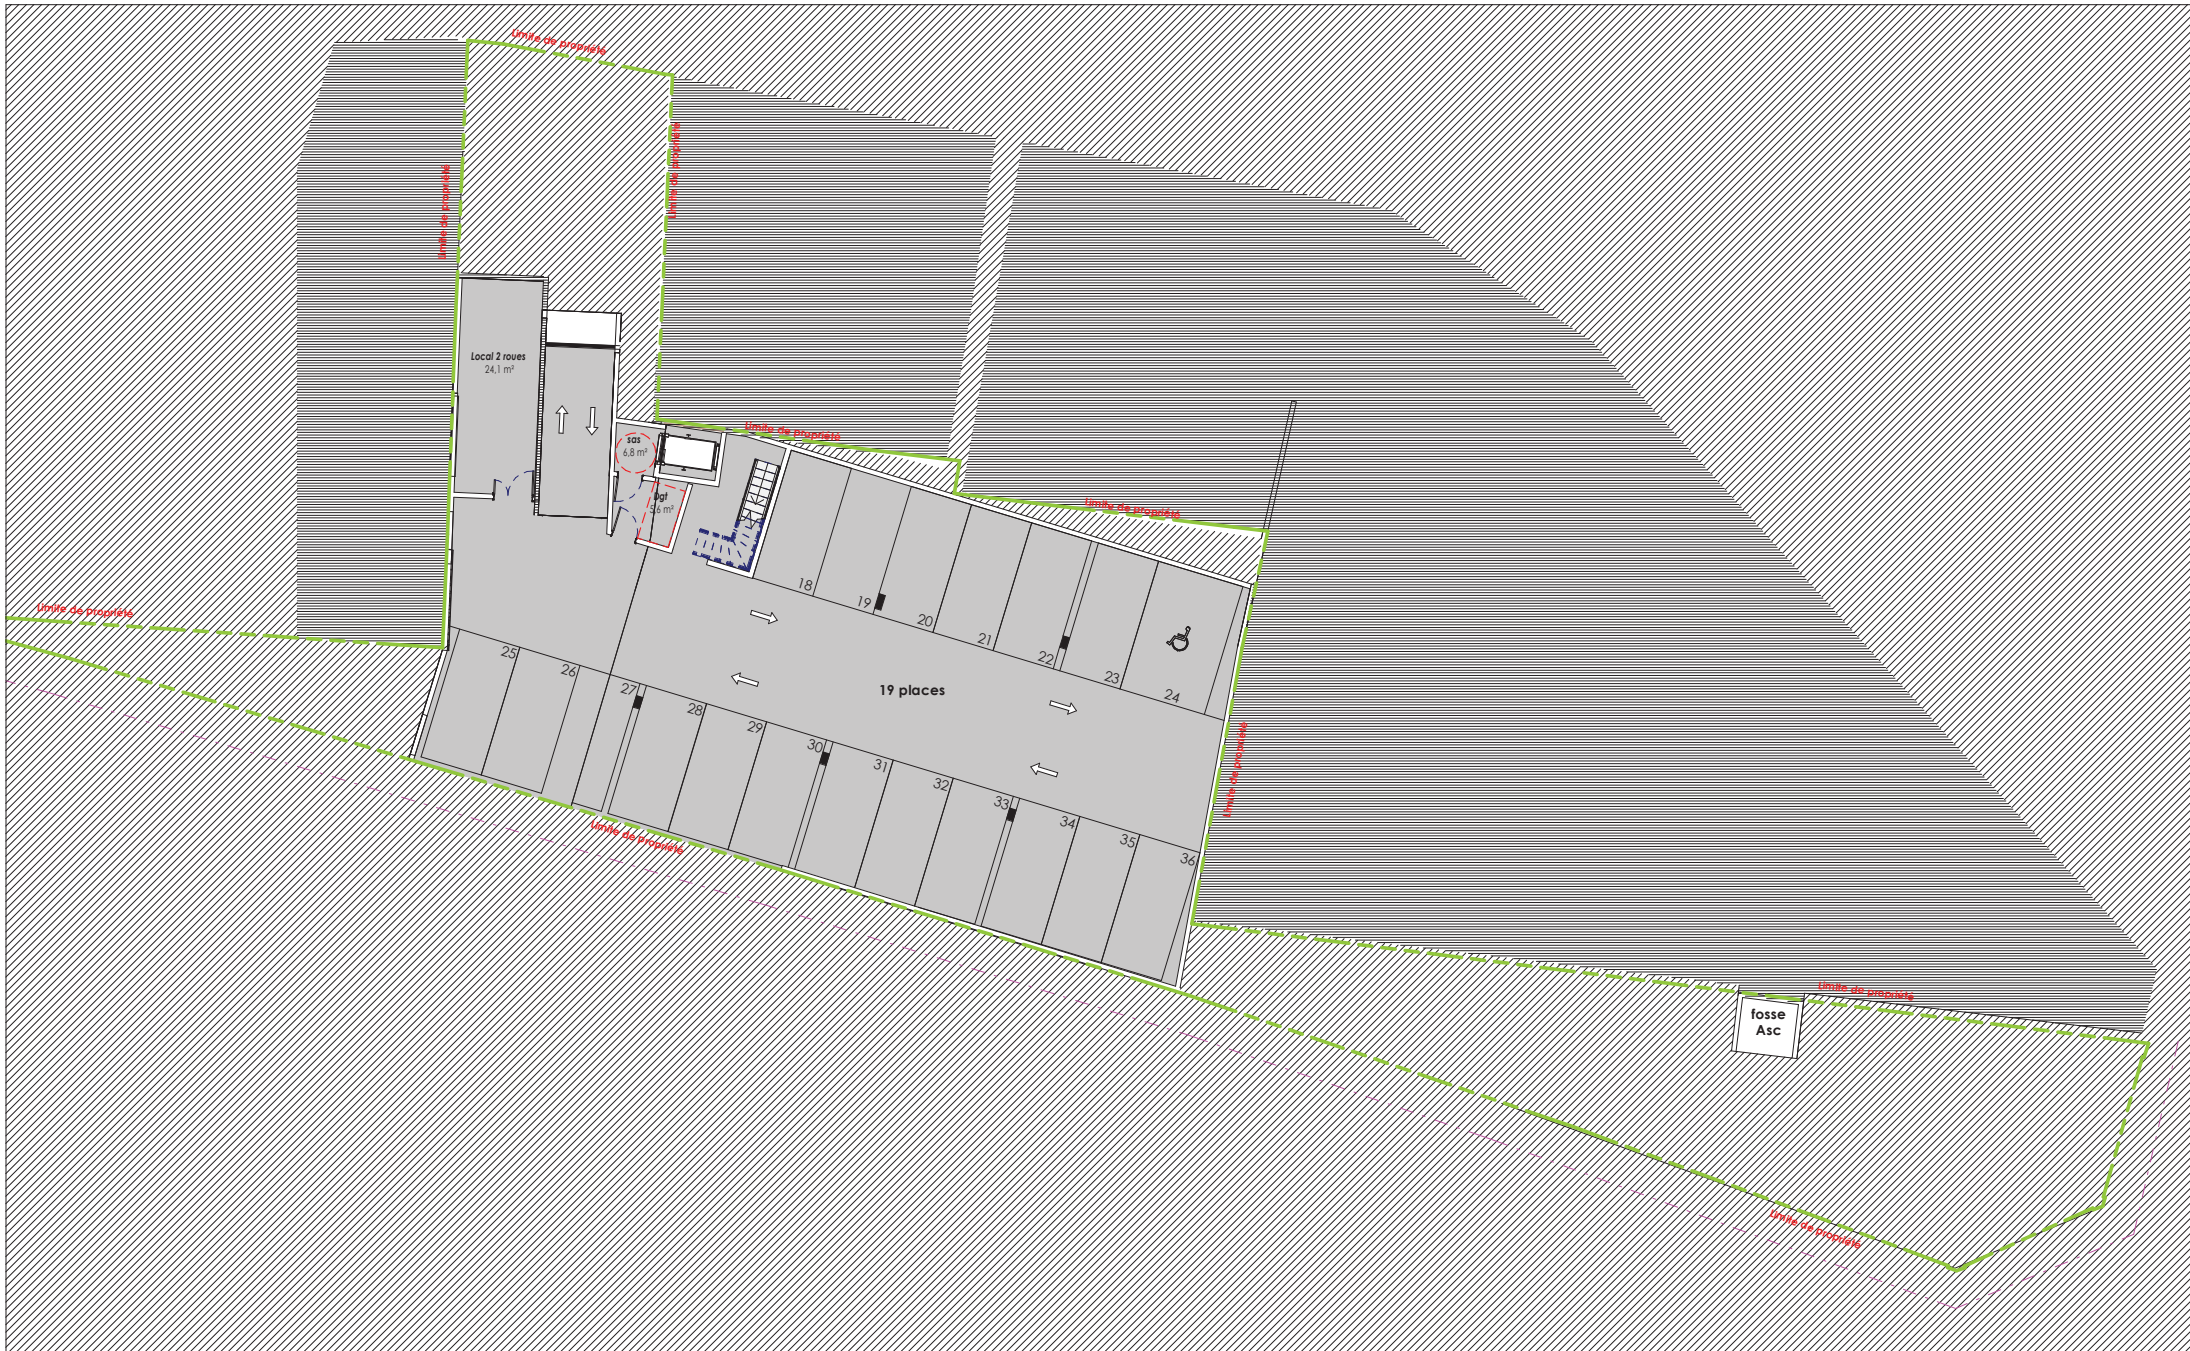 Limite de propriété
Limite de propriété
Limite de propriété
Local 2 roues
24,1 m²
sas
6,8 m²
Dgt
5,6 m²
Limite de propriété
Limite de propriété
Limite de propriété
18
19
20
21
22
23
24
25
26
27
28
29
30
31
32
33
34
35
36
19 places
Limite de propriété
Limite de propriété
Limite de propriété
fosse
Asc
Limite de propriété